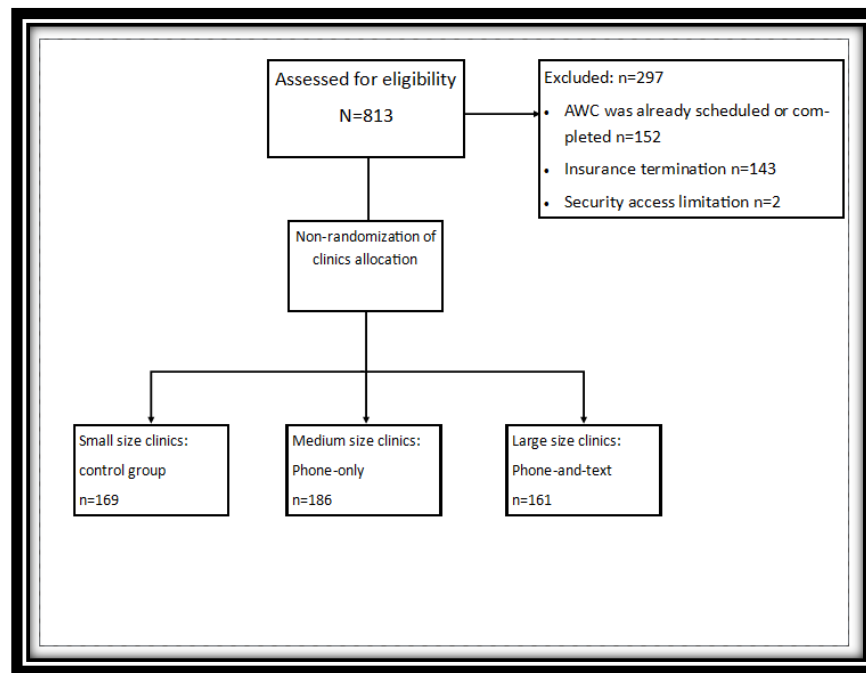 Assessed for eligibility
N=813
Excluded: n=297
• AWC was already scheduled or com-
pleted n=152
• Insurance termination n=143
• Security access limitation n=2
Non-randomization of
clinics allocation
Small size clinics:
control group
n=169
Medium size clinics:
Phone-only
n=186
Large size clinics:
Phone-and-text
n=161